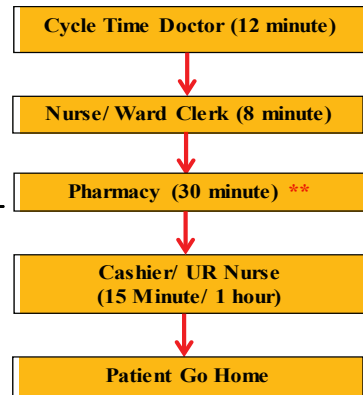 Cycle Time Doctor (12 minute)
Nurse/ Ward Clerk (8 minute)
Pharmacy (30 minute) **
Cashier/ UR Nurse
(15 Minute/ 1 hour)
Patient Go Home